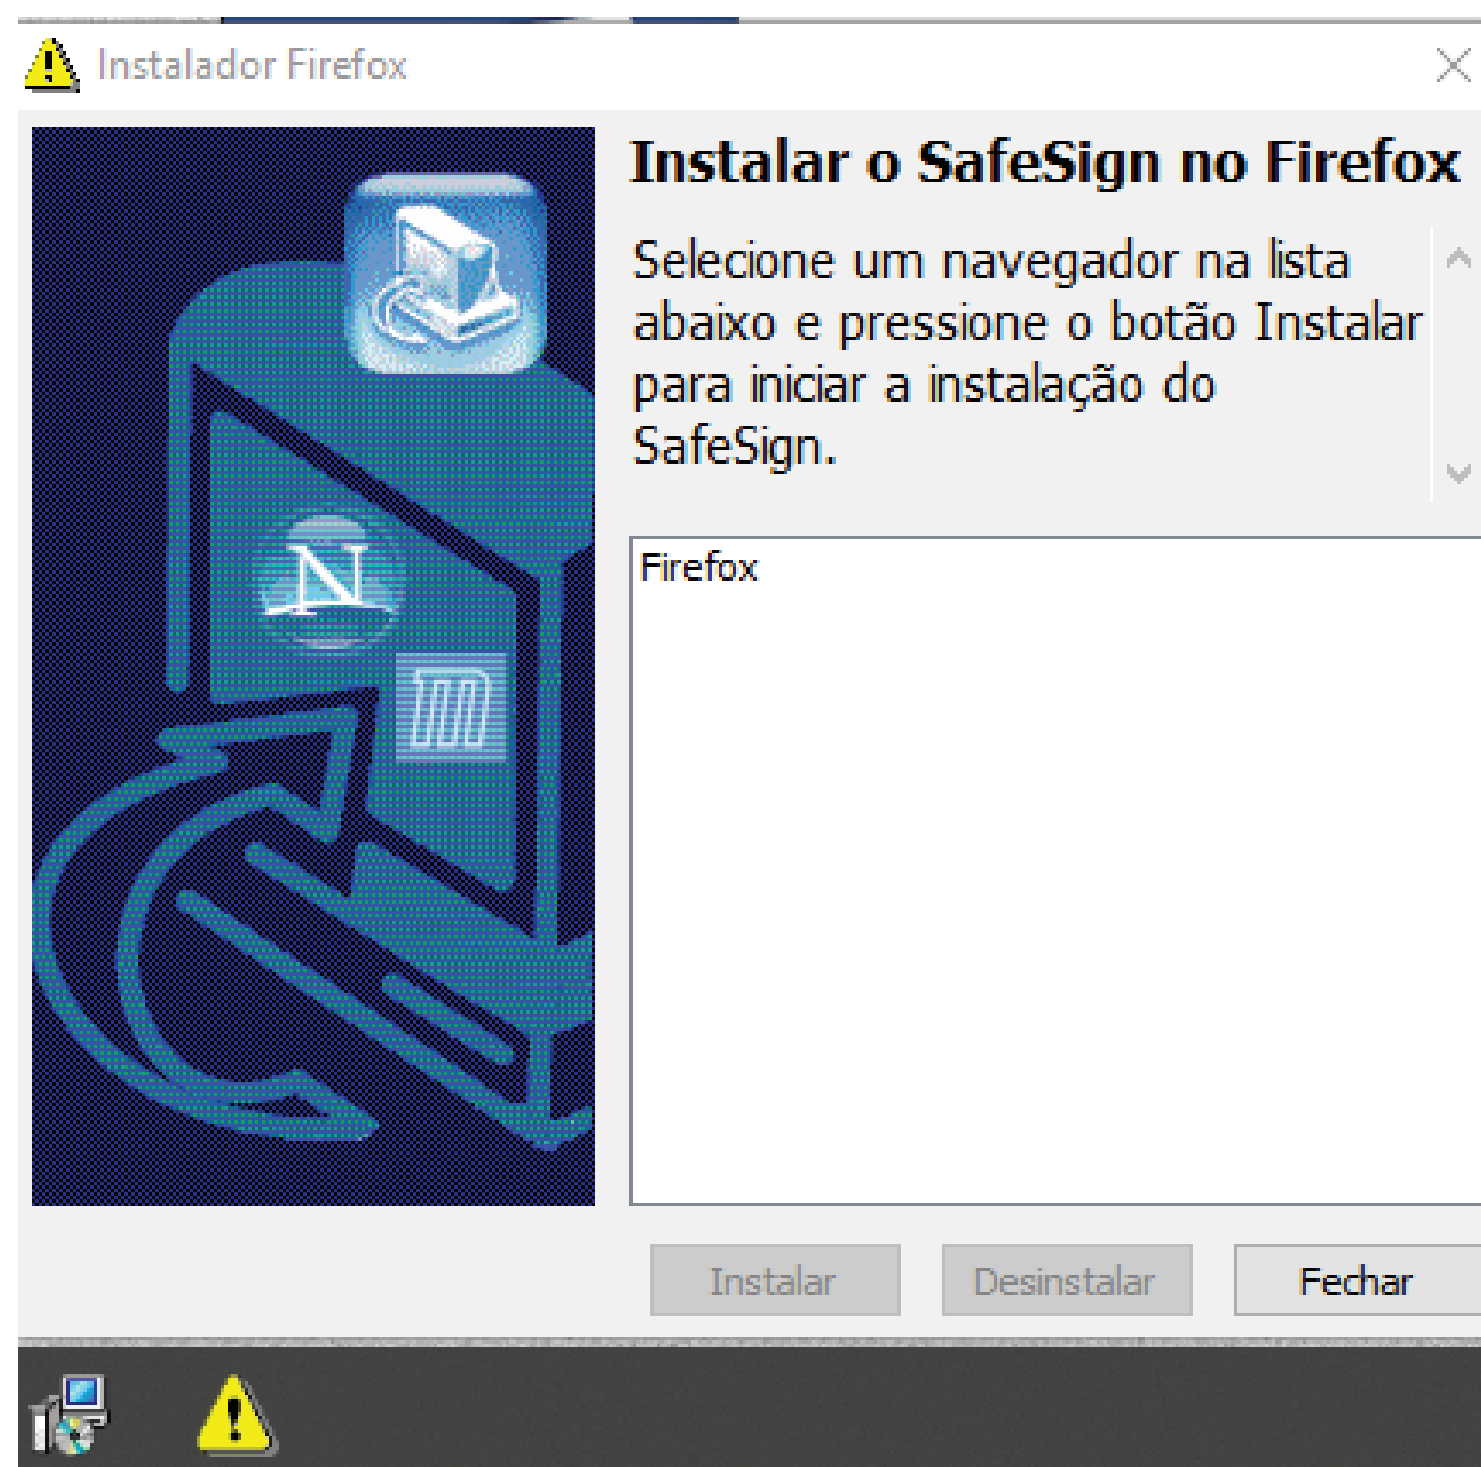 Instalador Firefox
Instalar o SafeSign no Firefox
Selecione um navegador na lista
abaixo e pressione o botão Instalar
para iniciar a instalação do
SafeSign.
N
m
Firefox
Instalar
Desinstalar
Fechar